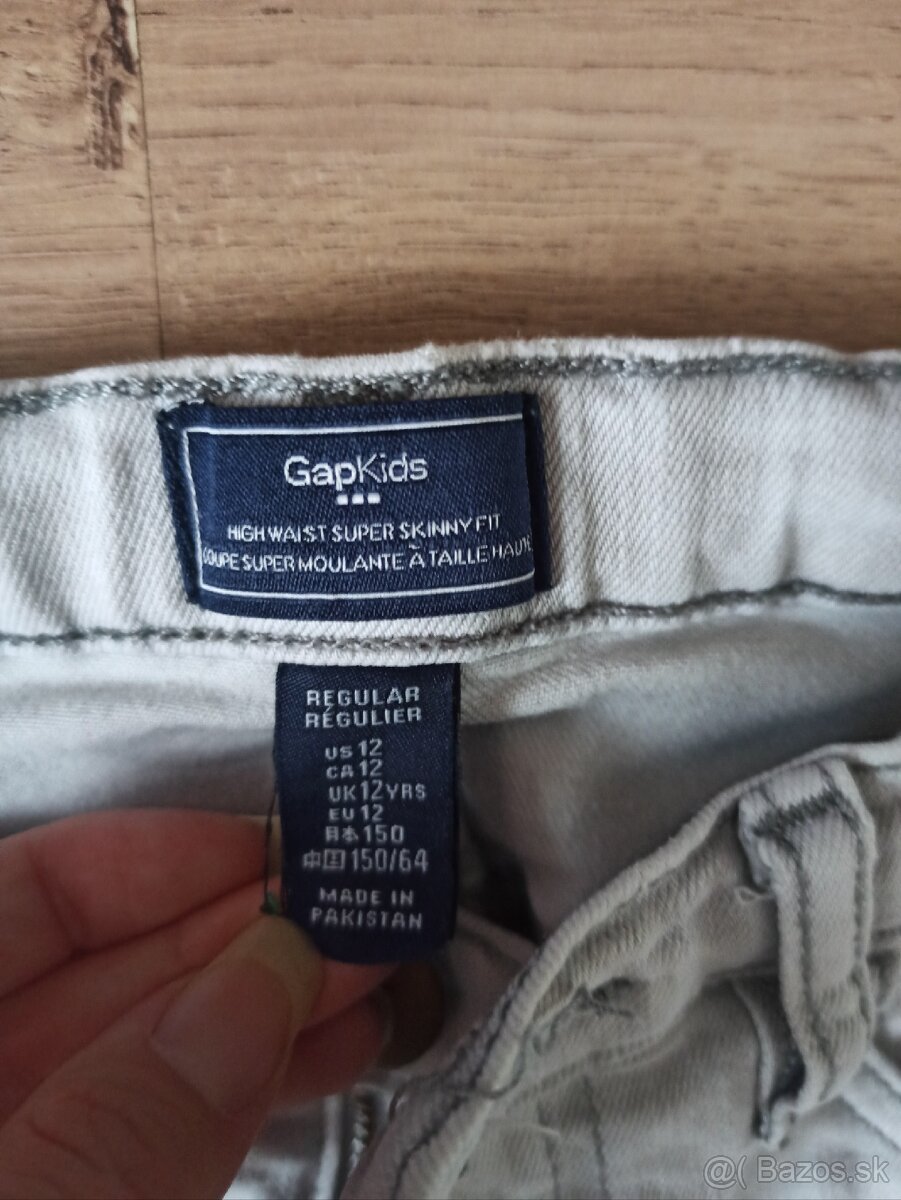 GapKids
HIGH WAIST SUPER SKINNY FIT
COUPE SUPER MOULANTE À TAILLE HAUTE
REGULAR
RÉGULIER
US 12
CA 12
UK 12YRS
EU 12
日本 150
中国 150/64
MADE IN
PAKISTAN
@( Bazos.sk